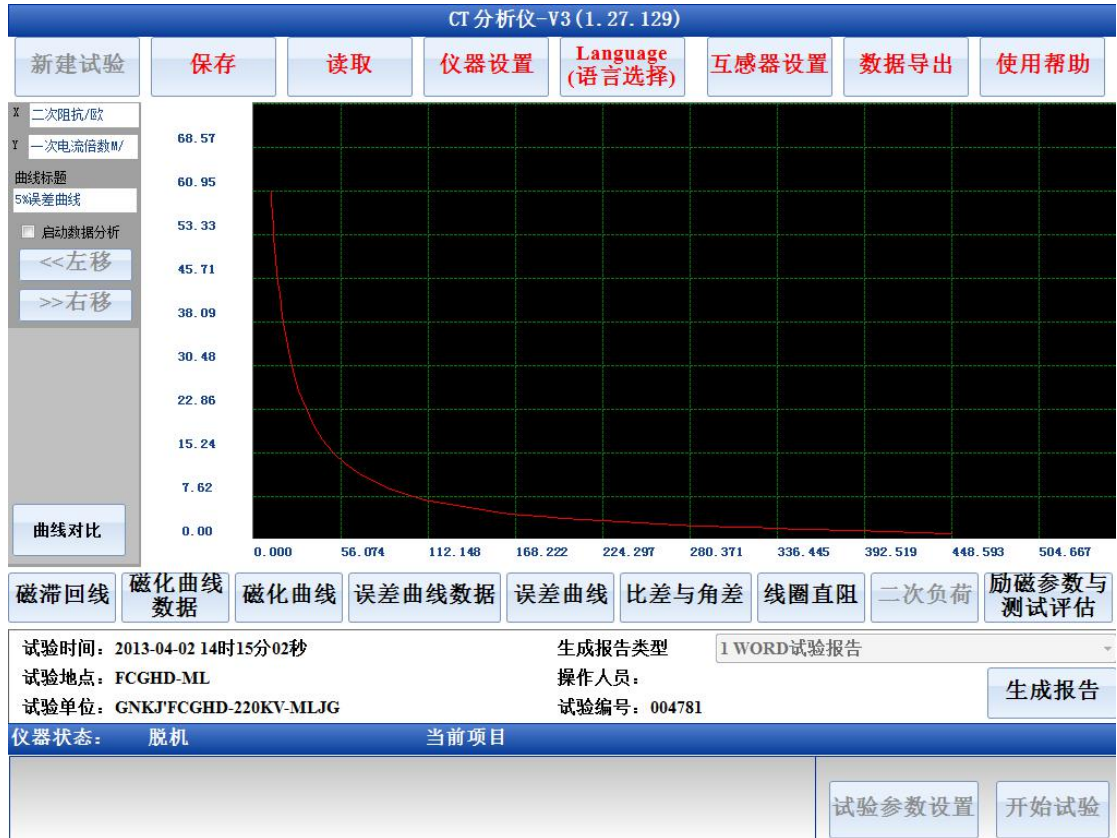 CT分析仪-V3(1.27.129)
新建试验 保存 读取 仪器设置 Language 互感器设置 数据导出 使用帮助
(语言选择)
X 二次阻抗/欧
Y 一次电流倍数M/
曲线标题
5%误差曲线
启动数据分析
<<左移
>>右移
曲线对比
68.57
60.95
53.33
45.71
38.09
30.48
22.86
15.24
7.62
0.00
0.000 56.074 112.148 168.222 224.297 280.371 336.445 392.519 448.593 504.667
磁滞回线 磁化曲线数据 磁化曲线 误差曲线数据 误差曲线 比差与角差 线圈直阻 二次负荷 励磁参数与测试评估
试验时间: 2013-04-02 14时15分02秒 生成报告类型 1 WORD试验报告
试验地点: FCGHD-ML 操作人员:
试验单位: GNKJ'FCGHD-220KV-MLJG 试验编号: 004781
生成报告
仪器状态: 脱机 当前项目
试验参数设置 开始试验